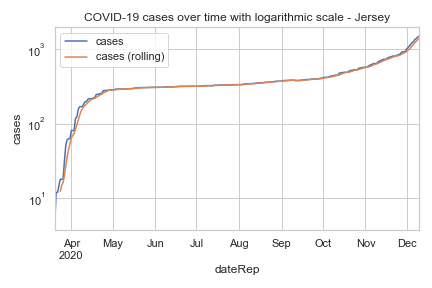 COVID-19 cases over time with logarithmic scale - Jersey
cases
cases (rolling)
10³
10²
10¹
cases
Apr
2020
May
Jun
Jul
Aug
Sep
Oct
Nov
Dec
dateRep